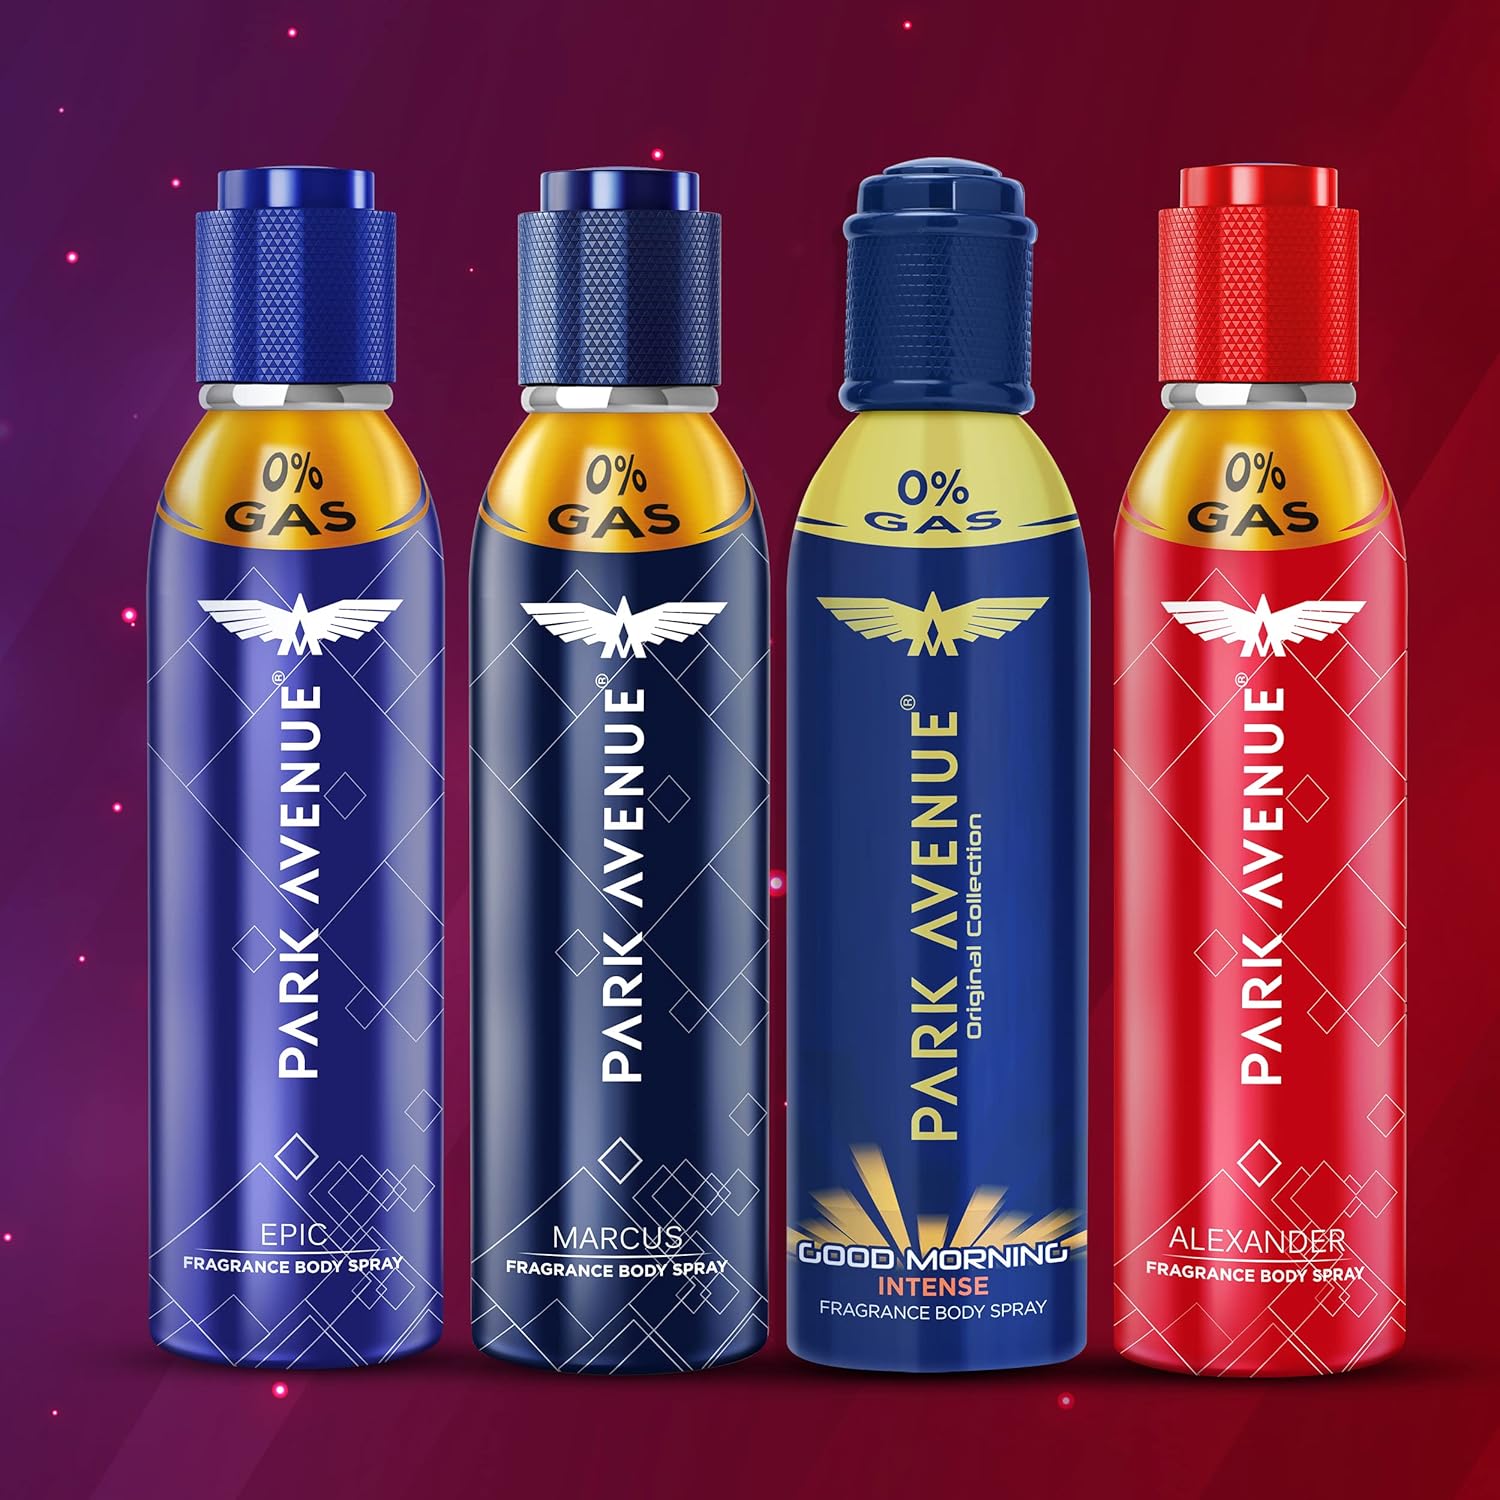 0%
GAS
PARK AVENUE®
EPIC
FRAGRANCE BODY SPRAY
0%
GAS
PARK AVENUE®
MARCUS
FRAGRANCE BODY SPRAY
0%
GAS
PARK AVENUE®
Original Collection
GOOD MORNING
INTENSE
FRAGRANCE BODY SPRAY
0%
GAS
PARK AVENUE®
ALEXANDER
FRAGRANCE BODY SPRAY